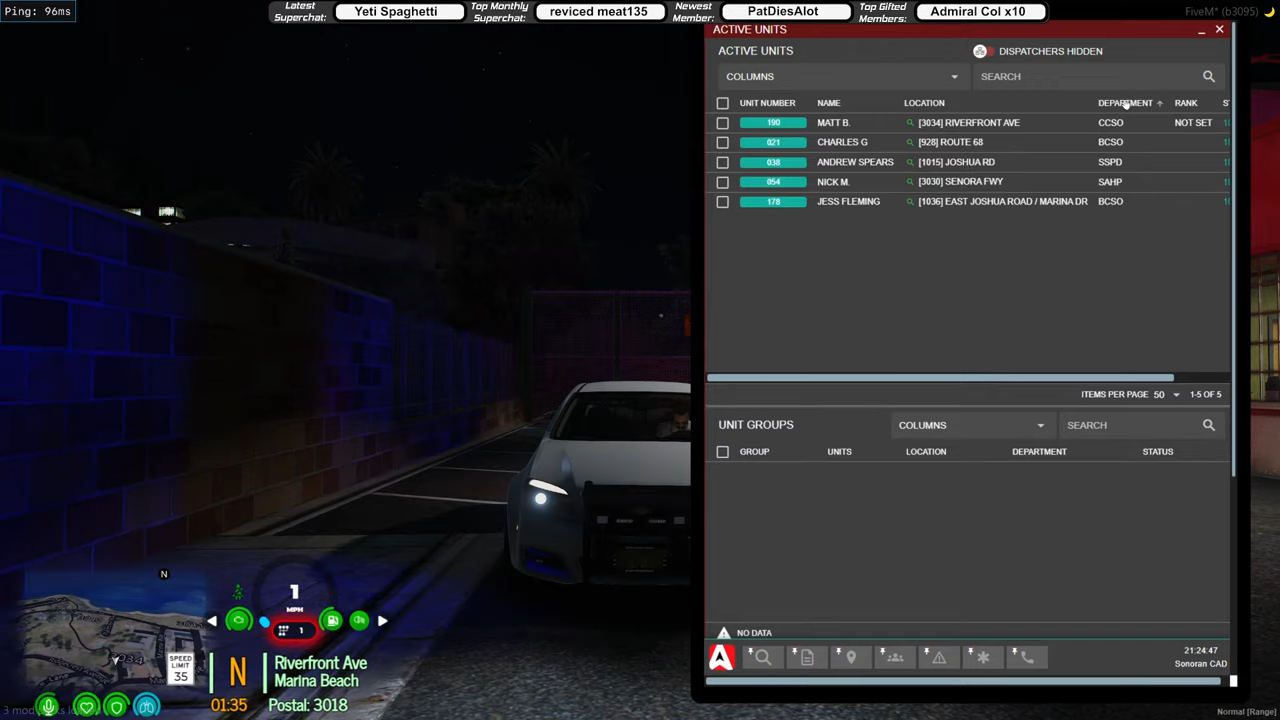 Ping: 96ms
Latest Superchat: Yeti Spaghetti
Top Monthly Superchat: reviced meat135
Newest Member: PatDiesAlot
Top Gifted Members: Admiral Col x10
FiveM* (b3095)
ACTIVE UNITS
ACTIVE UNITS DISPATCHERS HIDDEN
COLUMNS SEARCH
UNIT NUMBER NAME LOCATION DEPARTMENT RANK
190 MATT B. [3034] RIVERFRONT AVE CCSO NOT SET
021 CHARLES G [928] ROUTE 68 BCSO
038 ANDREW SPEARS [1015] JOSHUA RD SSPD
054 NICK M. [3030] SENORA FWY SAHP
178 JESS FLEMING [1036] EAST JOSHUA ROAD / MARINA DR BCSO
ITEMS PER PAGE 50 1-5 OF 5
UNIT GROUPS COLUMNS SEARCH
GROUP UNITS LOCATION DEPARTMENT STATUS
NO DATA
21:24:47
Sonoran CAD
N
1
MPH
1
SPEED LIMIT 35
N
01:35
Riverfront Ave
Marina Beach
Postal: 3018
Normal [Range]